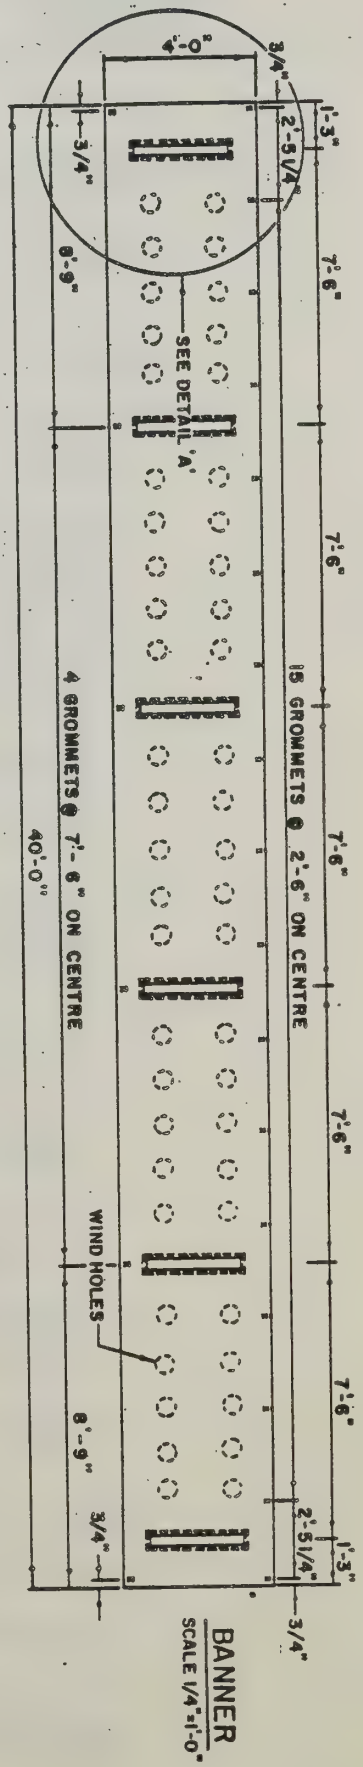 1'-3" 7'-6" 7'-6" 7'-6" 7'-6" 7'-6" 1'-3"
3/4" 2'-5 1/4" 15 GROMMETS @ 2'-6" ON CENTRE 2'-5 1/4" 3/4"
4'-0"
SEE DETAIL 'A'
WIND HOLES
3/4" 3/4"
8'-9" 4 GROMMETS @ 7'-6" ON CENTRE 8'-9"
40'-0"
BANNER
SCALE 1/4"=1'-0"